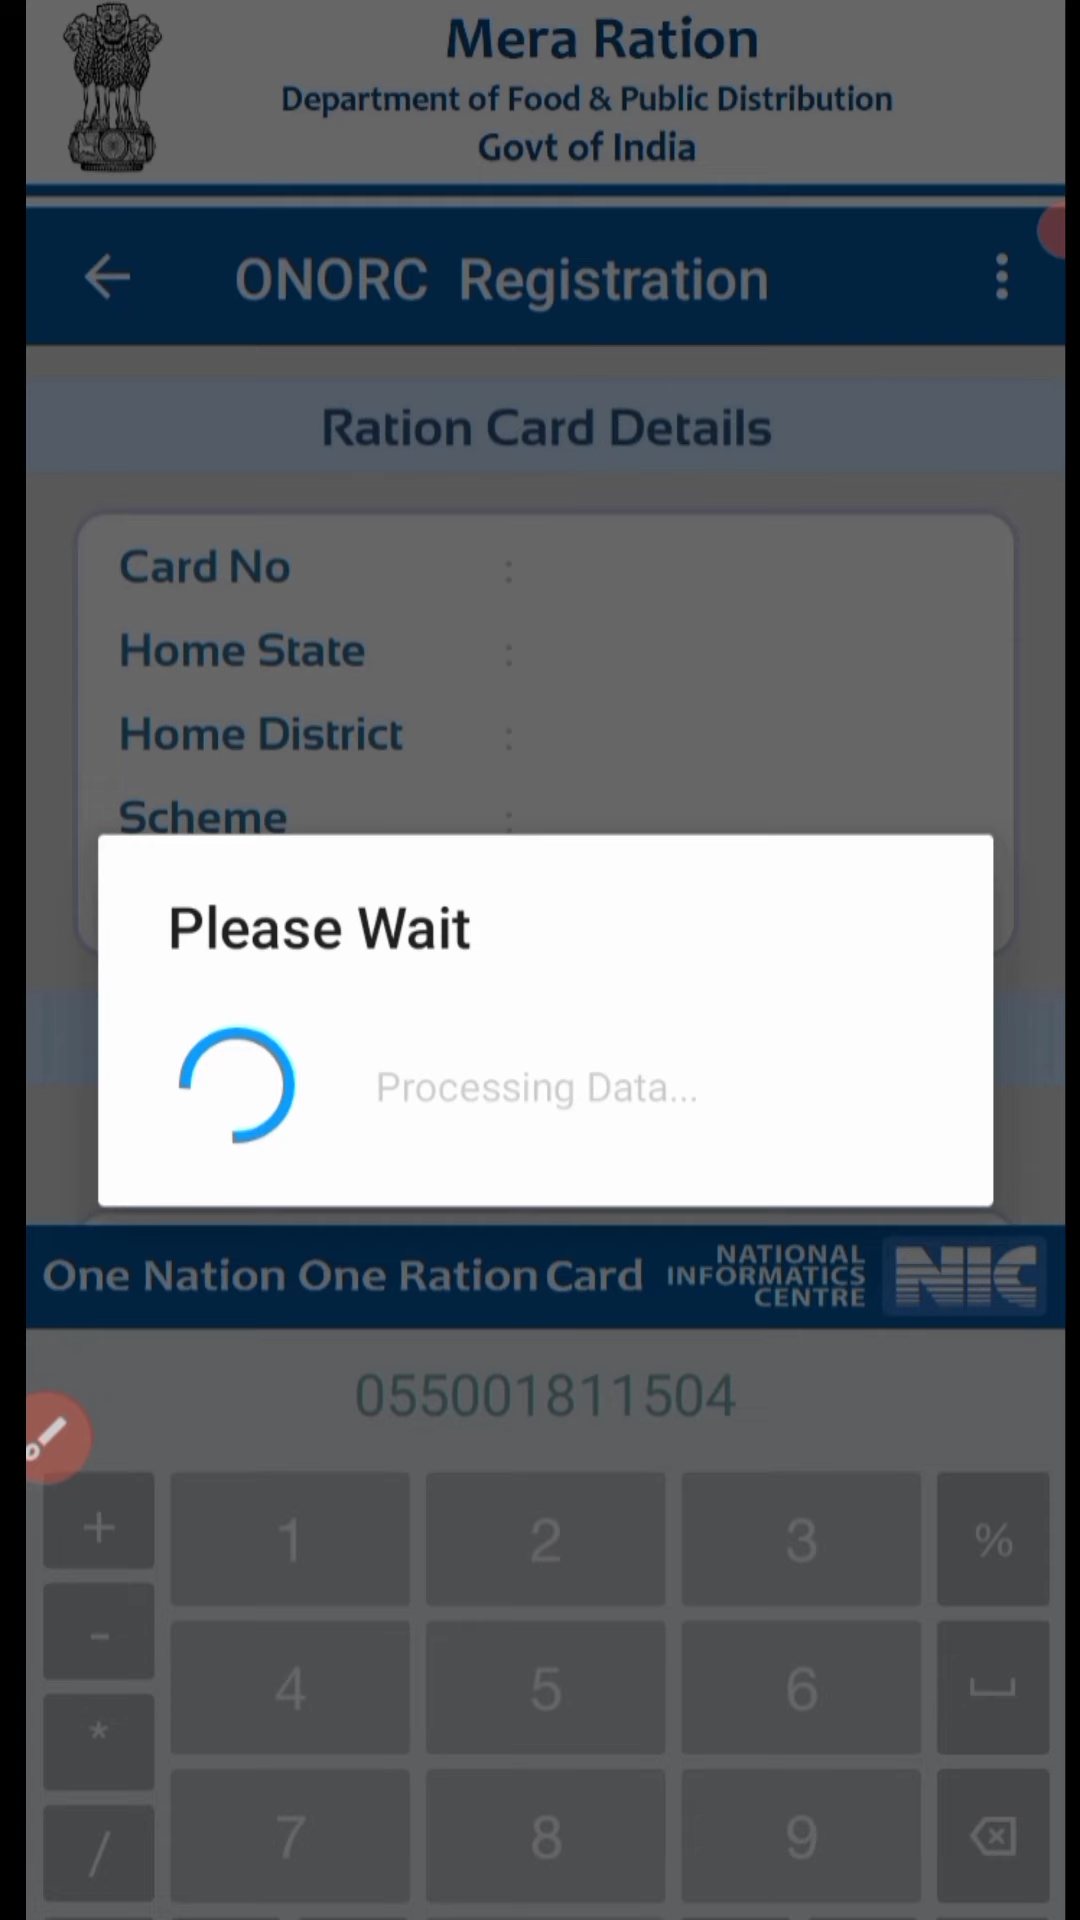 Mera Ration
Department of Food & Public Distribution
Govt of India
ONORC Registration
Ration Card Details
Card No :
Home State :
Home District :
Scheme :
Please Wait
Processing Data...
One Nation One Ration Card
NATIONAL
INFORMATICS
CENTRE
NIC
055001811504
+ 1 2 3 %
- 4 5 6
* 7 8 9
/